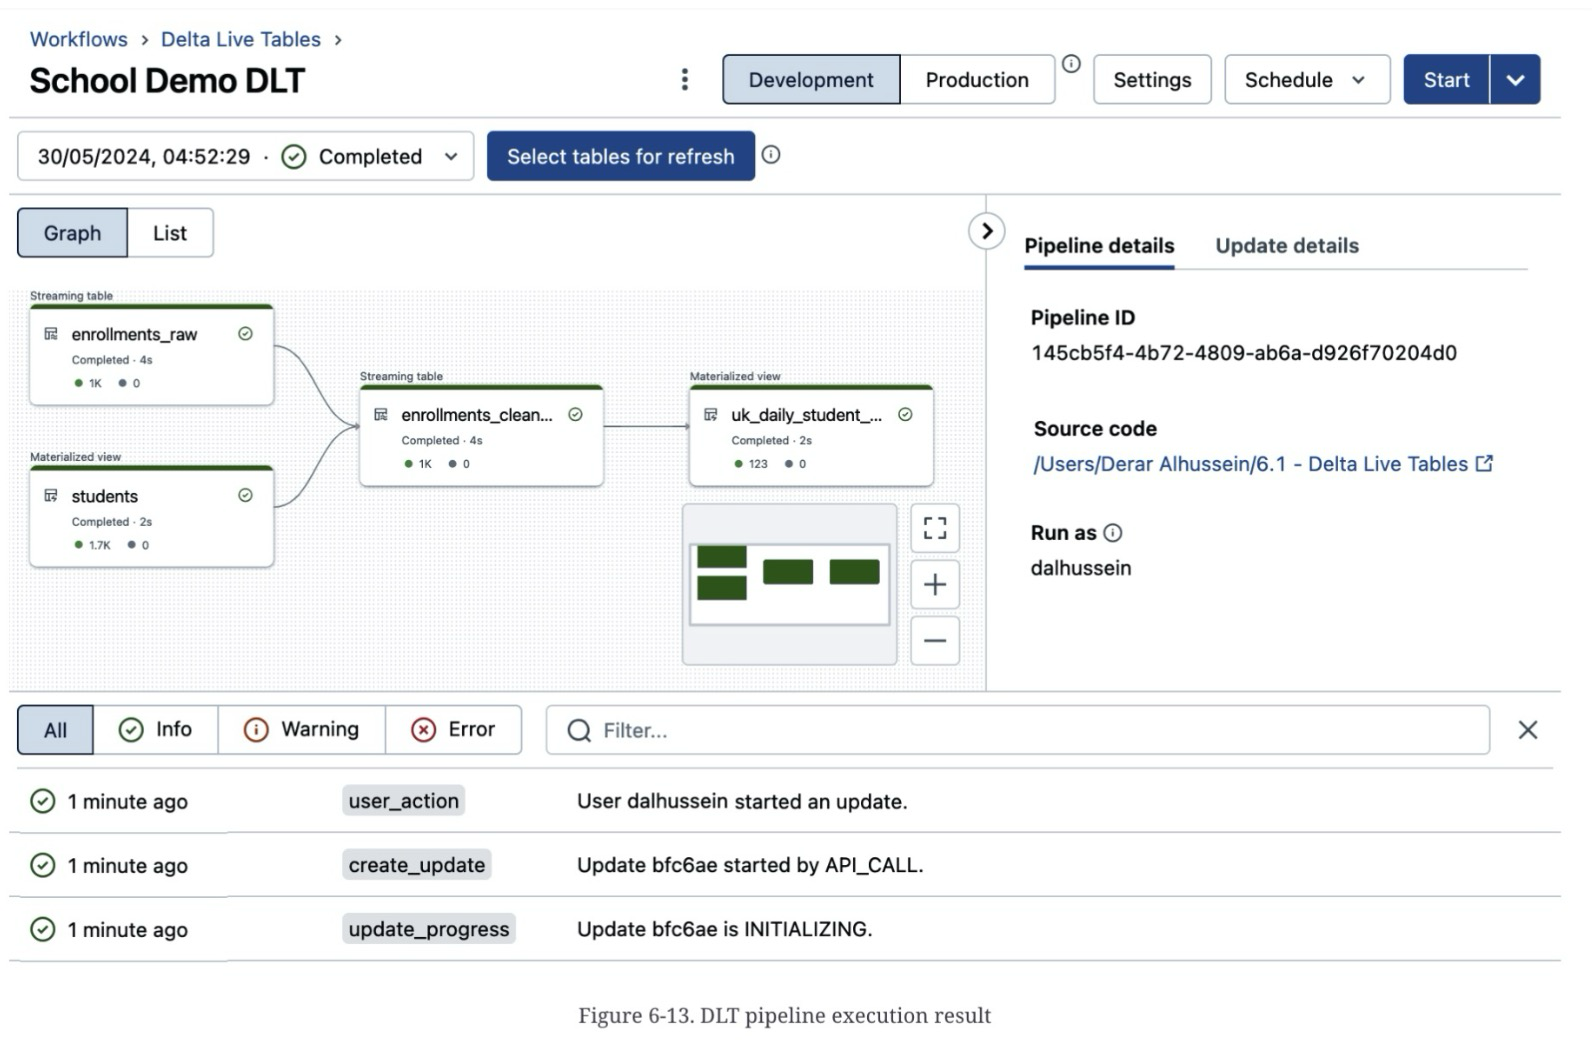 Workflows > Delta Live Tables >
School Demo DLT
Development
Production
Settings
Schedule
Start
30/05/2024, 04:52:29 · Completed
Select tables for refresh
Graph
List
Streaming table
enrollments_raw
Completed · 4s
1K 0
Materialized view
students
Completed · 2s
1.7K 0
Streaming table
enrollments_clean...
Completed · 4s
1K 0
Materialized view
uk_daily_student_...
Completed · 2s
123 0
Pipeline details
Update details
Pipeline ID
145cb5f4-4b72-4809-ab6a-d926f70204d0
Source code
/Users/Derar Alhussein/6.1 - Delta Live Tables
Run as
dalhussein
All
Info
Warning
Error
Filter...
1 minute ago user_action User dalhussein started an update.
1 minute ago create_update Update bfc6ae started by API_CALL.
1 minute ago update_progress Update bfc6ae is INITIALIZING.
Figure 6-13. DLT pipeline execution result